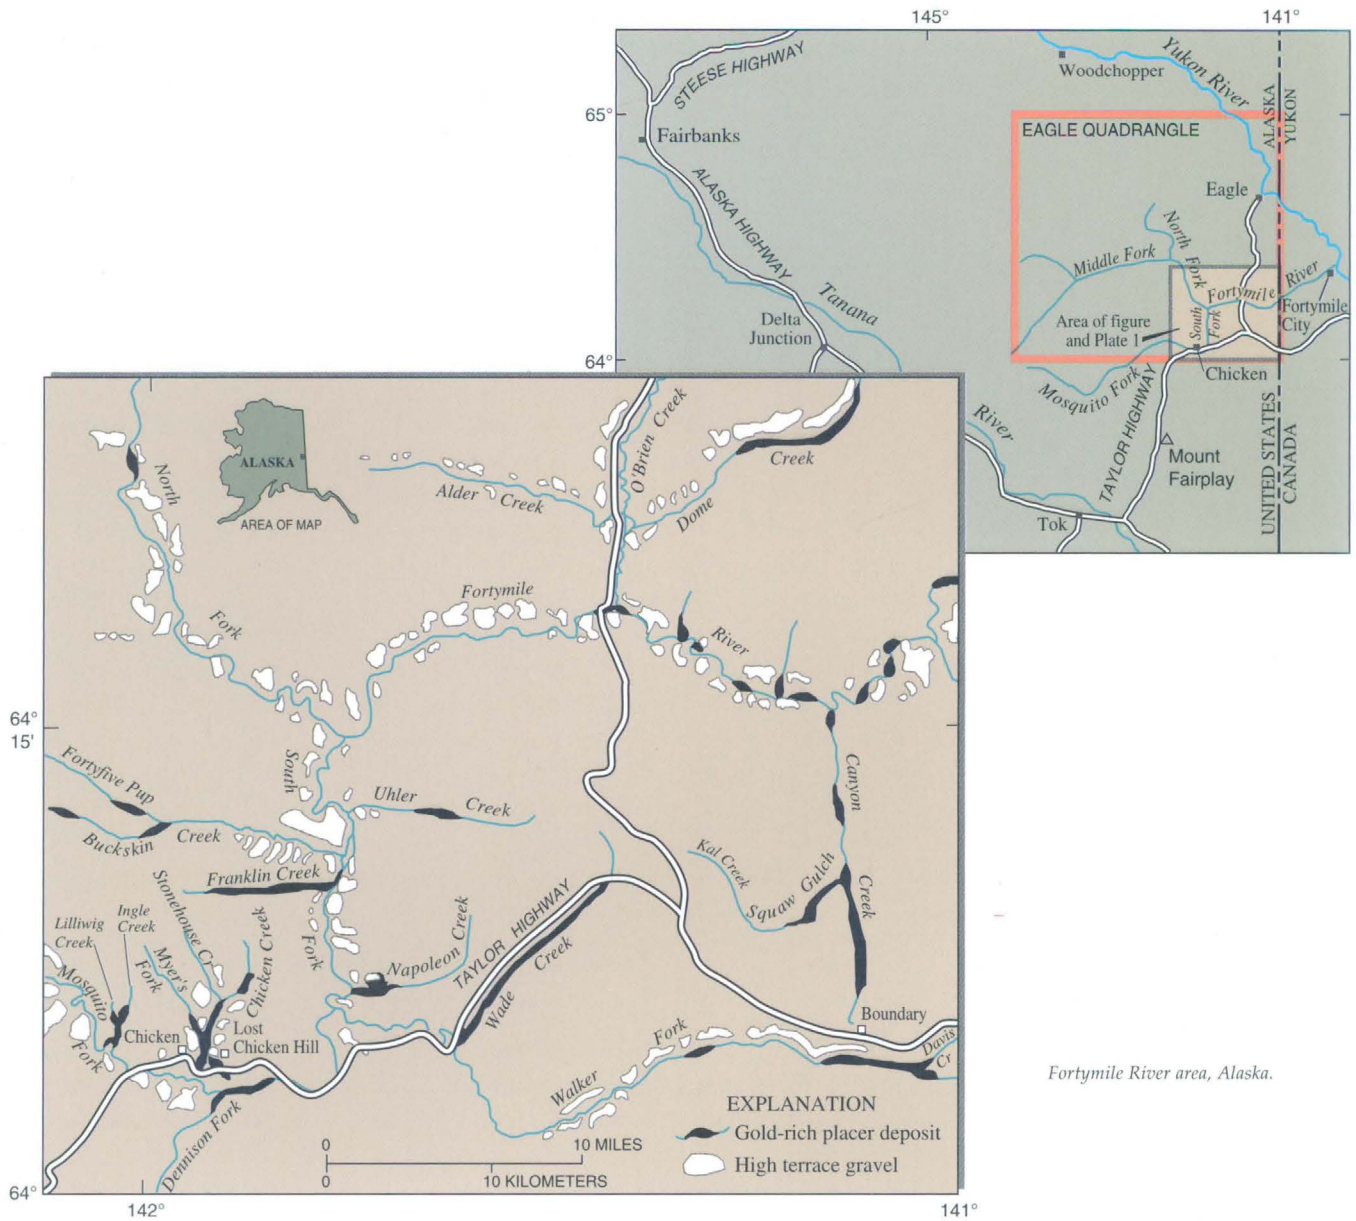 145°
141°
65°
64°
STEESE HIGHWAY
Fairbanks
ALASKA HIGHWAY
Tanana
Delta
Junction
Woodchopper
Yukon River
ALASKA
YUKON
EAGLE QUADRANGLE
Eagle
North Fork
Middle Fork
Fortymile River
Fortymile
City
Area of figure
and Plate 1
South
Fork
Chicken
Mosquito Fork
TAYLOR HIGHWAY
Mount
Fairplay
River
Tok
UNITED STATES
CANADA
ALASKA
AREA OF MAP
North
Fork
Alder Creek
O'Brien Creek
Dome
Creek
Fortymile
River
64°
15'
South
Fork
Fortyfive Pup
Buckskin Creek
Uhler Creek
Franklin Creek
Canyon
Creek
Kal Creek
Squaw Gulch
Stonehouse Cr
Chicken Creek
Ingle
Creek
Lilliwig
Creek
Myer's
Fork
Mosquito
Fork
Chicken
Lost
Chicken Hill
Napoleon Creek
TAYLOR HIGHWAY
Wade Creek
Boundary
Davis
Cr
Walker
Fork
Dennison Fork
EXPLANATION
Gold-rich placer deposit
High terrace gravel
0 10 MILES
0 10 KILOMETERS
64°
142°
141°
Fortymile River area, Alaska.